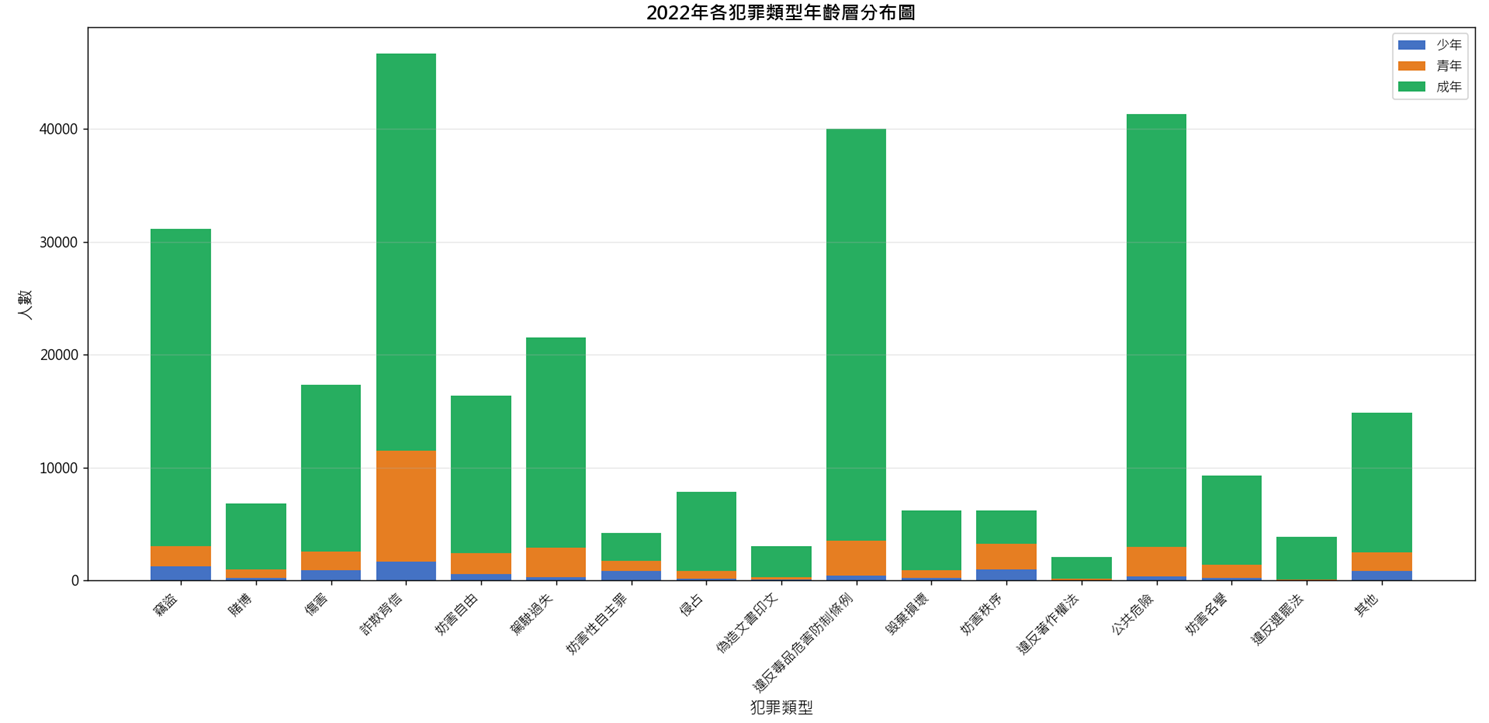 2022年各犯罪類型年齡層分布圖
少年
青年
成年
人數
40000
30000
20000
10000
0
竊盜
賭博
傷害
詐欺背信
妨害自由
駕駛過失
妨害性自主罪
侵占
偽造文書印文
違反毒品危害防制條例
毀棄損壞
妨害秩序
違反著作權法
公共危險
妨害名譽
違反選罷法
其他
犯罪類型